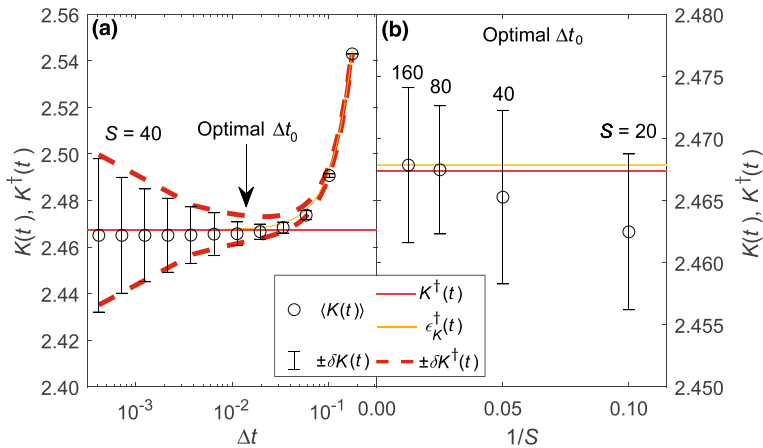 (a)
S = 40
Optimal Δt₀
2.56
2.54
2.52
2.50
2.48
2.46
2.44
2.42
2.40
K(t), K†(t)
10⁻³
10⁻²
10⁻¹
Δt
(b)
Optimal Δt₀
160
80
40
S = 20
2.480
2.475
2.470
2.465
2.460
2.455
2.450
K(t), K†(t)
0.00
0.05
0.10
1/S
⟨K(t)⟩
K†(t)
ϵ†_K(t)
±δK(t)
±δK†(t)